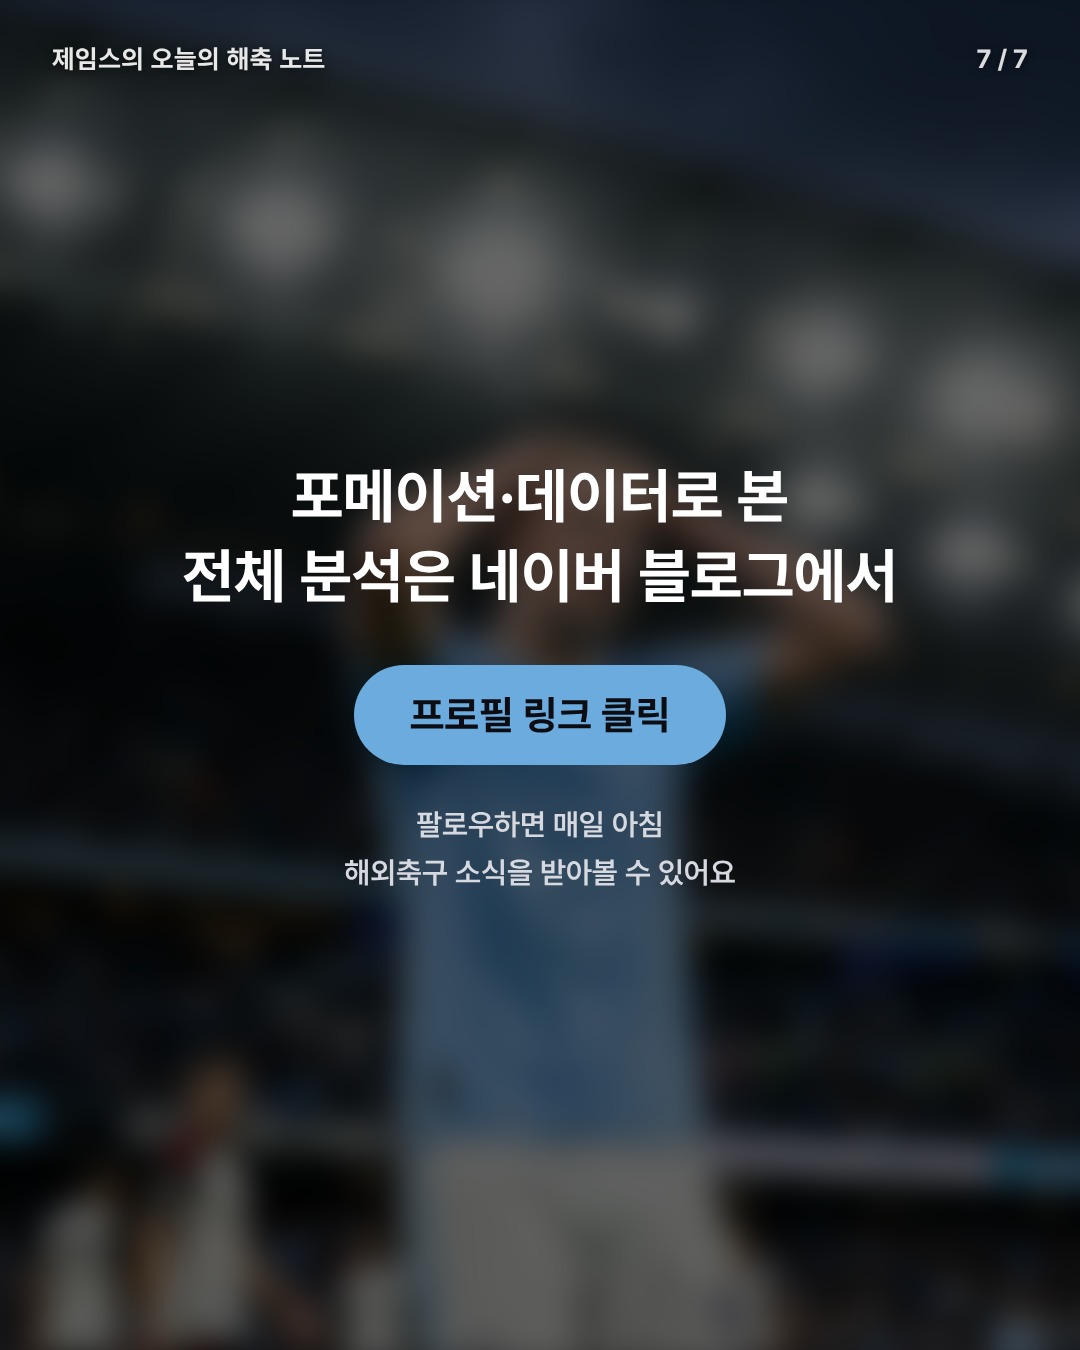 제임스의 오늘의 해축 노트
7 / 7
포메이션·데이터로 본
전체 분석은 네이버 블로그에서
프로필 링크 클릭
팔로우하면 매일 아침
해외축구 소식을 받아볼 수 있어요